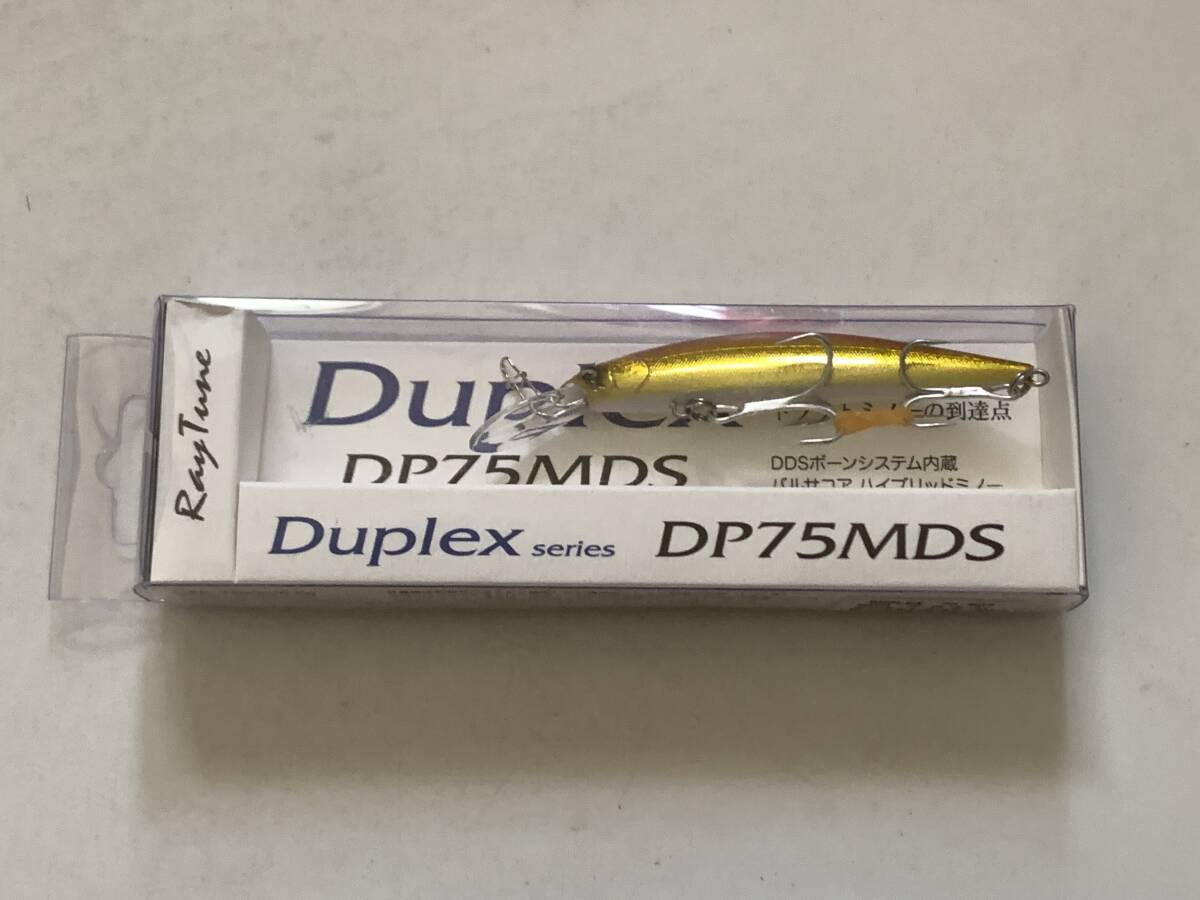 RayTune
Duplex
の到達点
DP75MDS
DDSボーンシステム内蔵
バルサコア ハイブリッドミノー
Duplex series DP75MDS